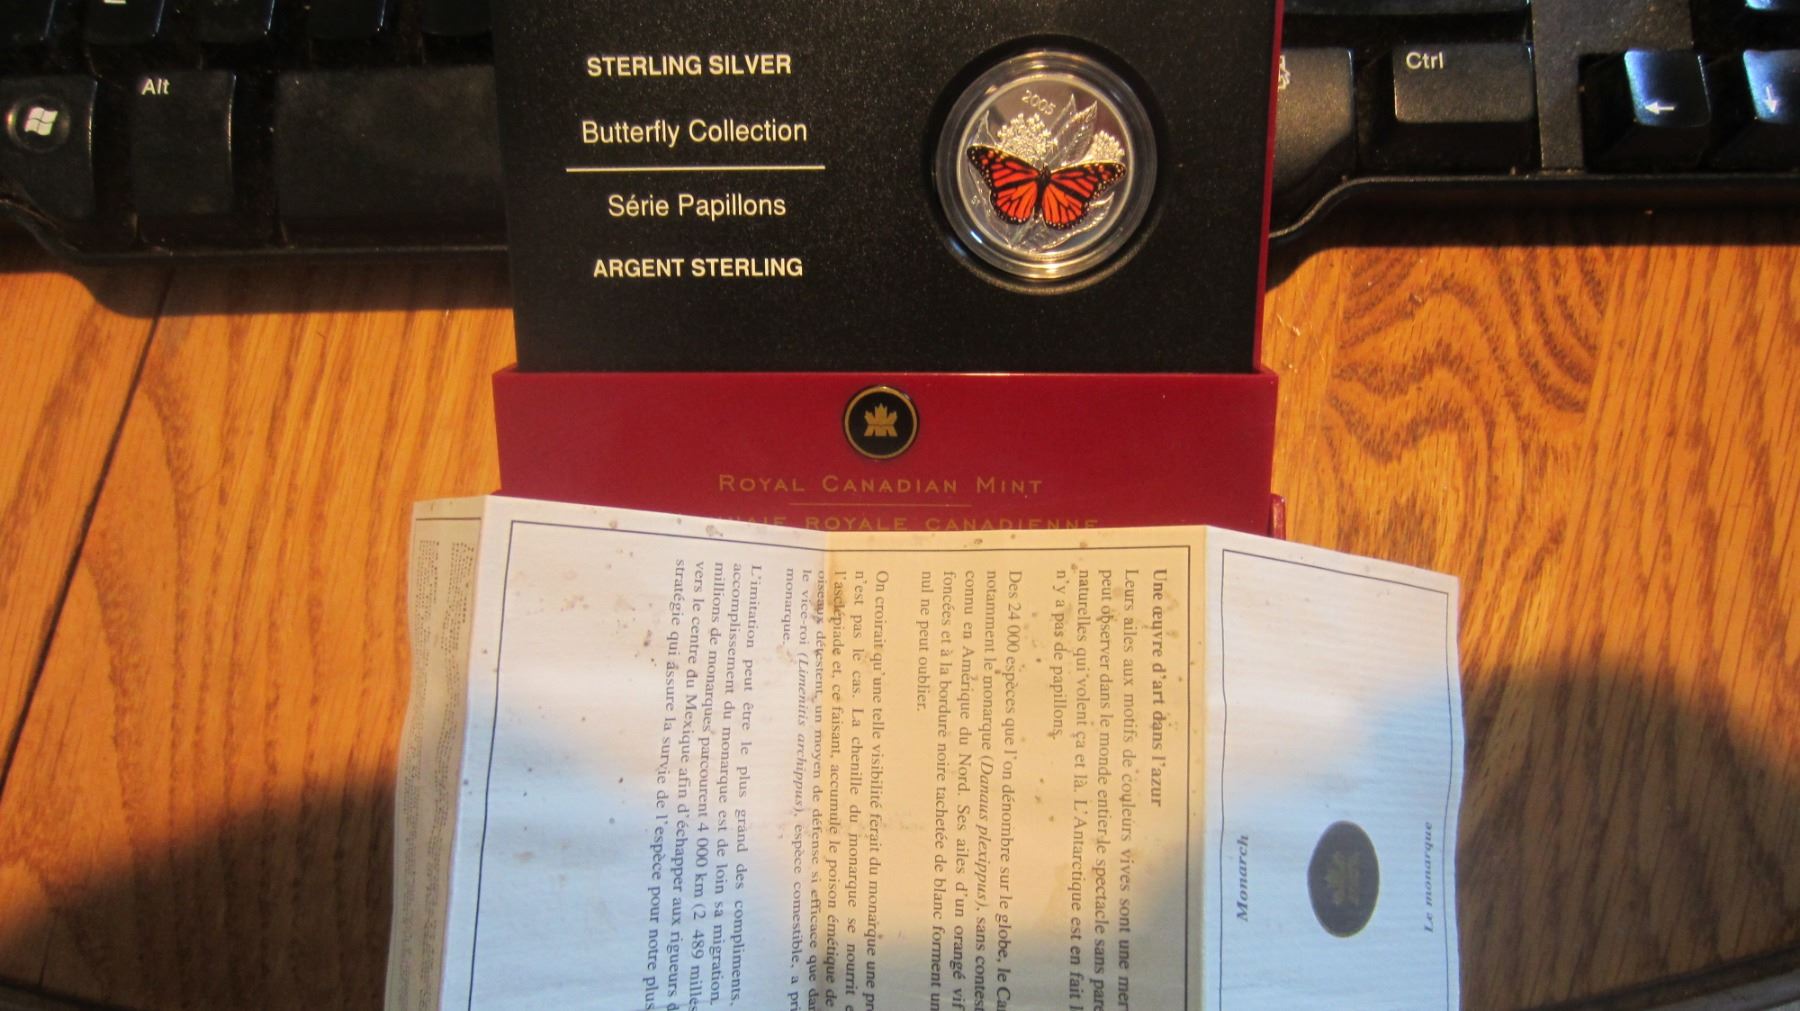 Alt
Ctrl
STERLING SILVER
Butterfly Collection
Série Papillons
ARGENT STERLING
2005
ROYAL CANADIAN MINT
ROYALE CANADIENNE
Une œuvre d'art dans l'azur
Leurs ailes aux motifs de couleurs vives sont une
peut observer dans le monde entier le spectacle sans
naturelles qui volent ça et là. L'Antarctique est en fait
n'y a pas de papillons.
Des 24 000 espèces que l'on dénombre sur le globe, le
notamment le monarque (Danaus plexippus), sans
connu en Amérique du Nord. Ses ailes d'un orangé vif
foncées et à la bordure noire tachetée de blanc forment un
nul ne peut oublier.
On croirait qu'une telle visibilité ferait du monarque une
n'est pas le cas. La chenille du monarque se nourrit
l'asclépiade et, ce faisant, accumule le poison émétique de
oiseaux détestent, un moyen de défense si efficace que
le vice-roi (Limenitis archippus), espèce comestible, a
monarque.
L'imitation peut être le plus grand des compliments,
accomplissement du monarque est de loin sa migration.
millions de monarques parcourent 4 000 km (2 489 milles
vers le centre du Mexique afin d'échapper aux rigueurs
stratégie qui assure la survie de l'espèce pour notre plus
Le monarque
Monarch